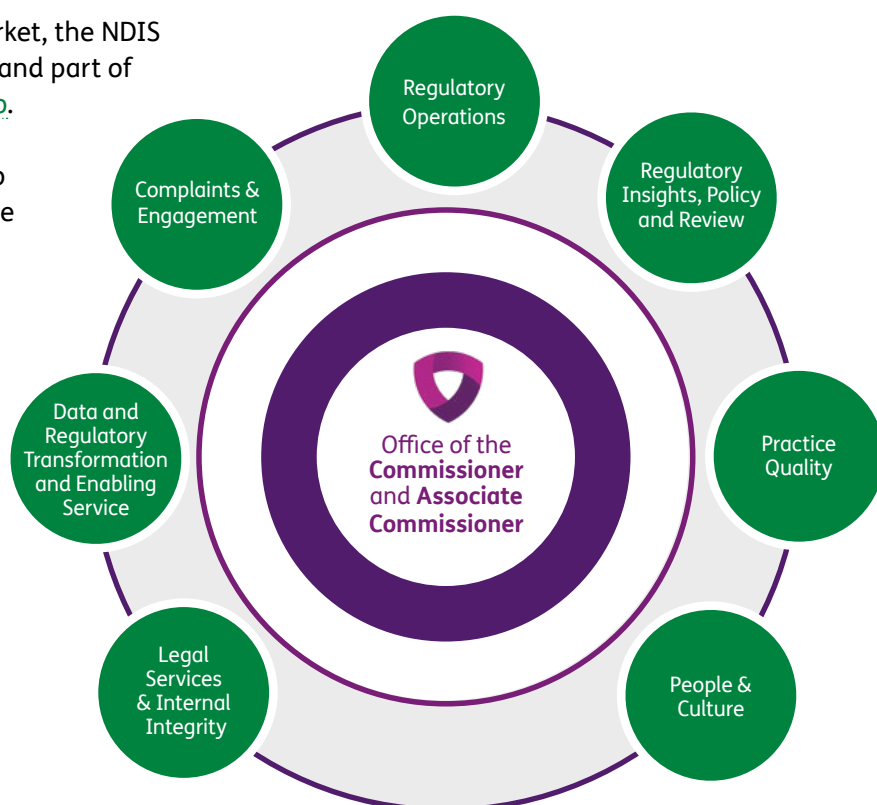 rket, the NDIS
and part of
.
e
Regulatory
Operations
Regulatory
Insights, Policy
and Review
Complaints &
Engagement
Data and
Regulatory
Transformation
and Enabling
Service
Practice
Quality
Office of the
Commissioner
and Associate
Commissioner
Legal
Services
& Internal
Integrity
People &
Culture